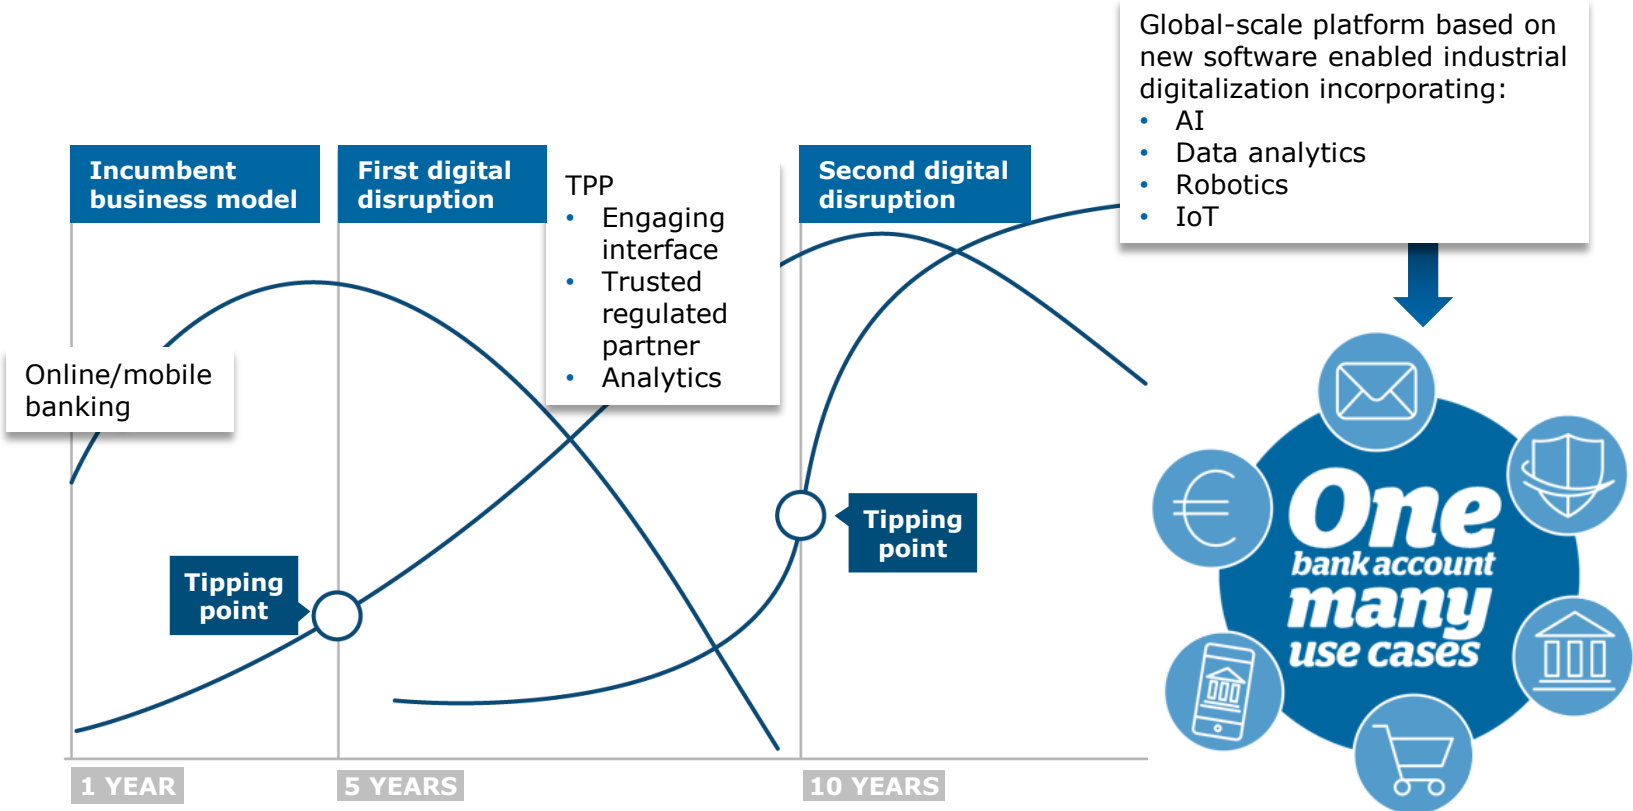 Global-scale platform based on
new software enabled industrial
digitalization incorporating:
• AI
• Data analytics
• Robotics
• IoT
Incumbent
business model
First digital
disruption
TPP
• Engaging
interface
• Trusted
regulated
partner
• Analytics
Second digital
disruption
Online/mobile
banking
Tipping
point
Tipping
point
One
bank account
many
use cases
1 YEAR
5 YEARS
10 YEARS